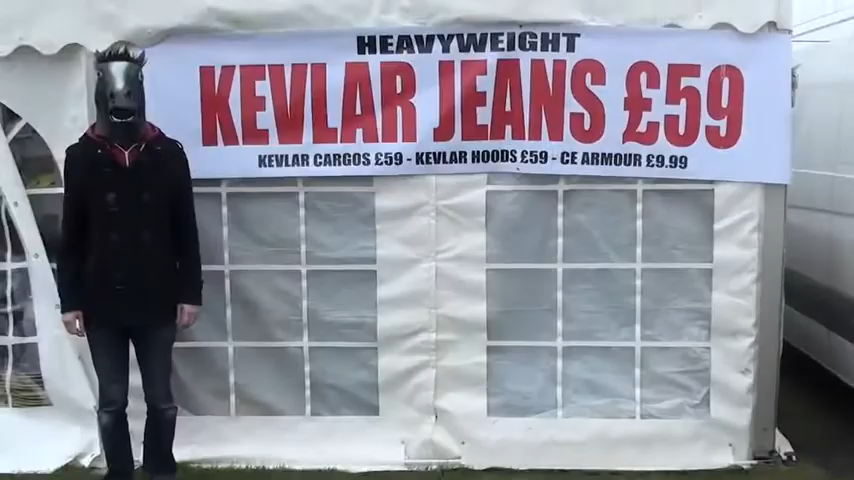 HEAVYWEIGHT
KEVLAR JEANS £59
KEVLAR CARGOS £59 - KEVLAR HOODS £59 - CE ARMOUR £9.99